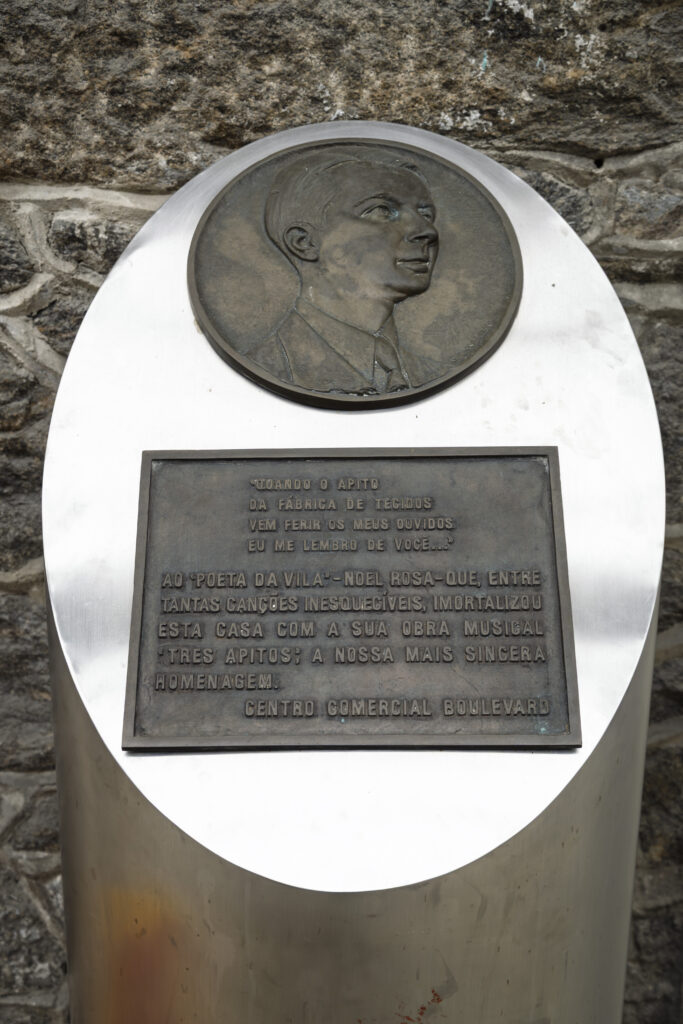 "QUANDO O APITO
DA FÁBRICA DE TECIDOS
VEM FERIR OS MEUS OUVIDOS
EU ME LEMBRO DE VOCÊ..."
AO "POETA DA VILA"-NOEL ROSA-QUE, ENTRE
TANTAS CANÇÕES INESQUECÍVEIS, IMORTALIZOU
ESTA CASA COM A SUA OBRA MUSICAL
"TRES APITOS", A NOSSA MAIS SINCERA
HOMENAGEM.
CENTRO COMERCIAL BOULEVARD